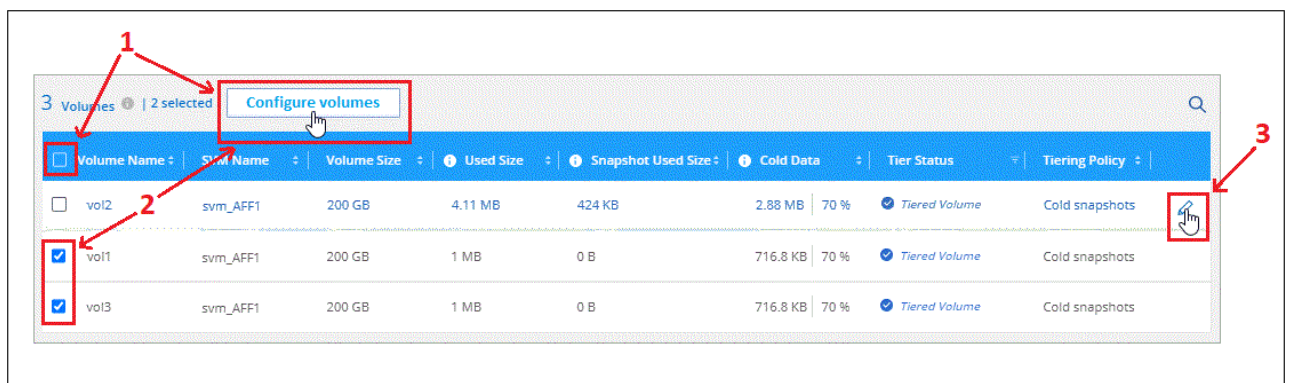 1
3 Volumes | 2 selected Configure volumes
Volume Name SVM Name Volume Size Used Size Snapshot Used Size Cold Data Tier Status Tiering Policy
3
vol2 svm_AFF1 200 GB 4.11 MB 424 KB 2.88 MB 70 % Tiered Volume Cold snapshots
2
vol1 svm_AFF1 200 GB 1 MB 0 B 716.8 KB 70 % Tiered Volume Cold snapshots
vol3 svm_AFF1 200 GB 1 MB 0 B 716.8 KB 70 % Tiered Volume Cold snapshots